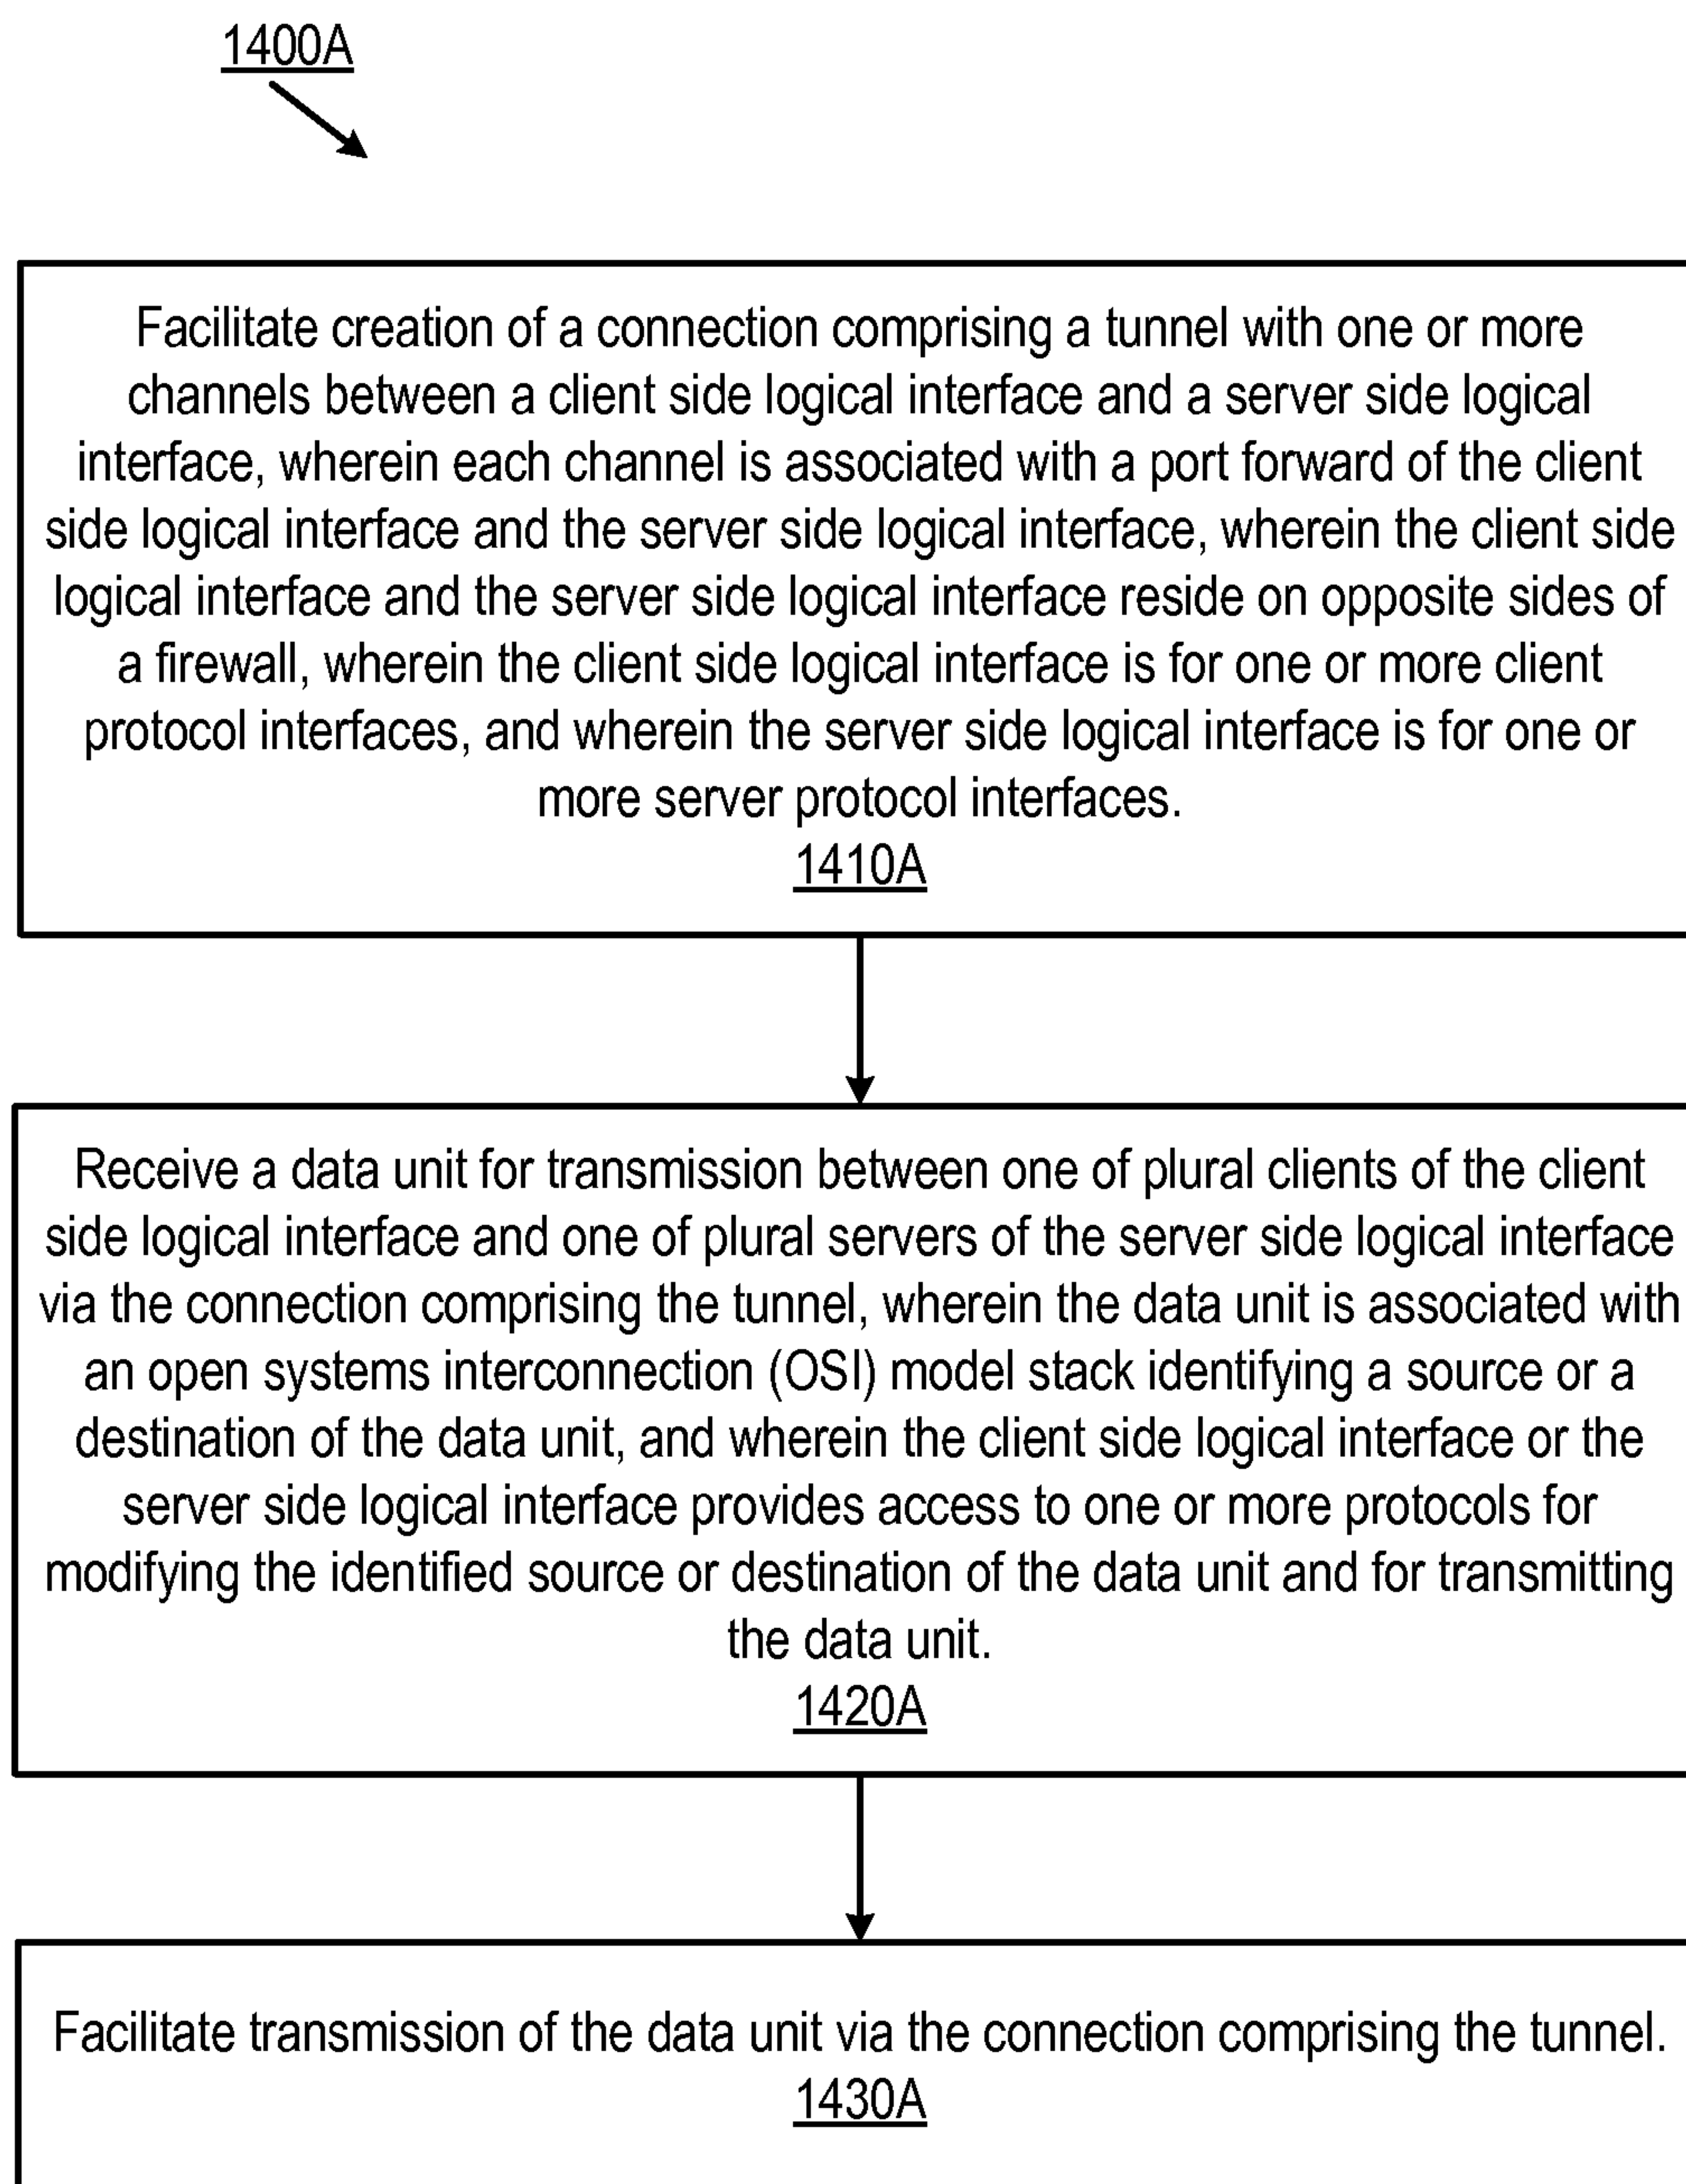 1400A
Facilitate creation of a connection comprising a tunnel with one or more
channels between a client side logical interface and a server side logical
interface, wherein each channel is associated with a port forward of the client
side logical interface and the server side logical interface, wherein the client side
logical interface and the server side logical interface reside on opposite sides of
a firewall, wherein the client side logical interface is for one or more client
protocol interfaces, and wherein the server side logical interface is for one or
more server protocol interfaces.
1410A
Receive a data unit for transmission between one of plural clients of the client
side logical interface and one of plural servers of the server side logical interface
via the connection comprising the tunnel, wherein the data unit is associated with
an open systems interconnection (OSI) model stack identifying a source or a
destination of the data unit, and wherein the client side logical interface or the
server side logical interface provides access to one or more protocols for
modifying the identified source or destination of the data unit and for transmitting
the data unit.
1420A
Facilitate transmission of the data unit via the connection comprising the tunnel.
1430A